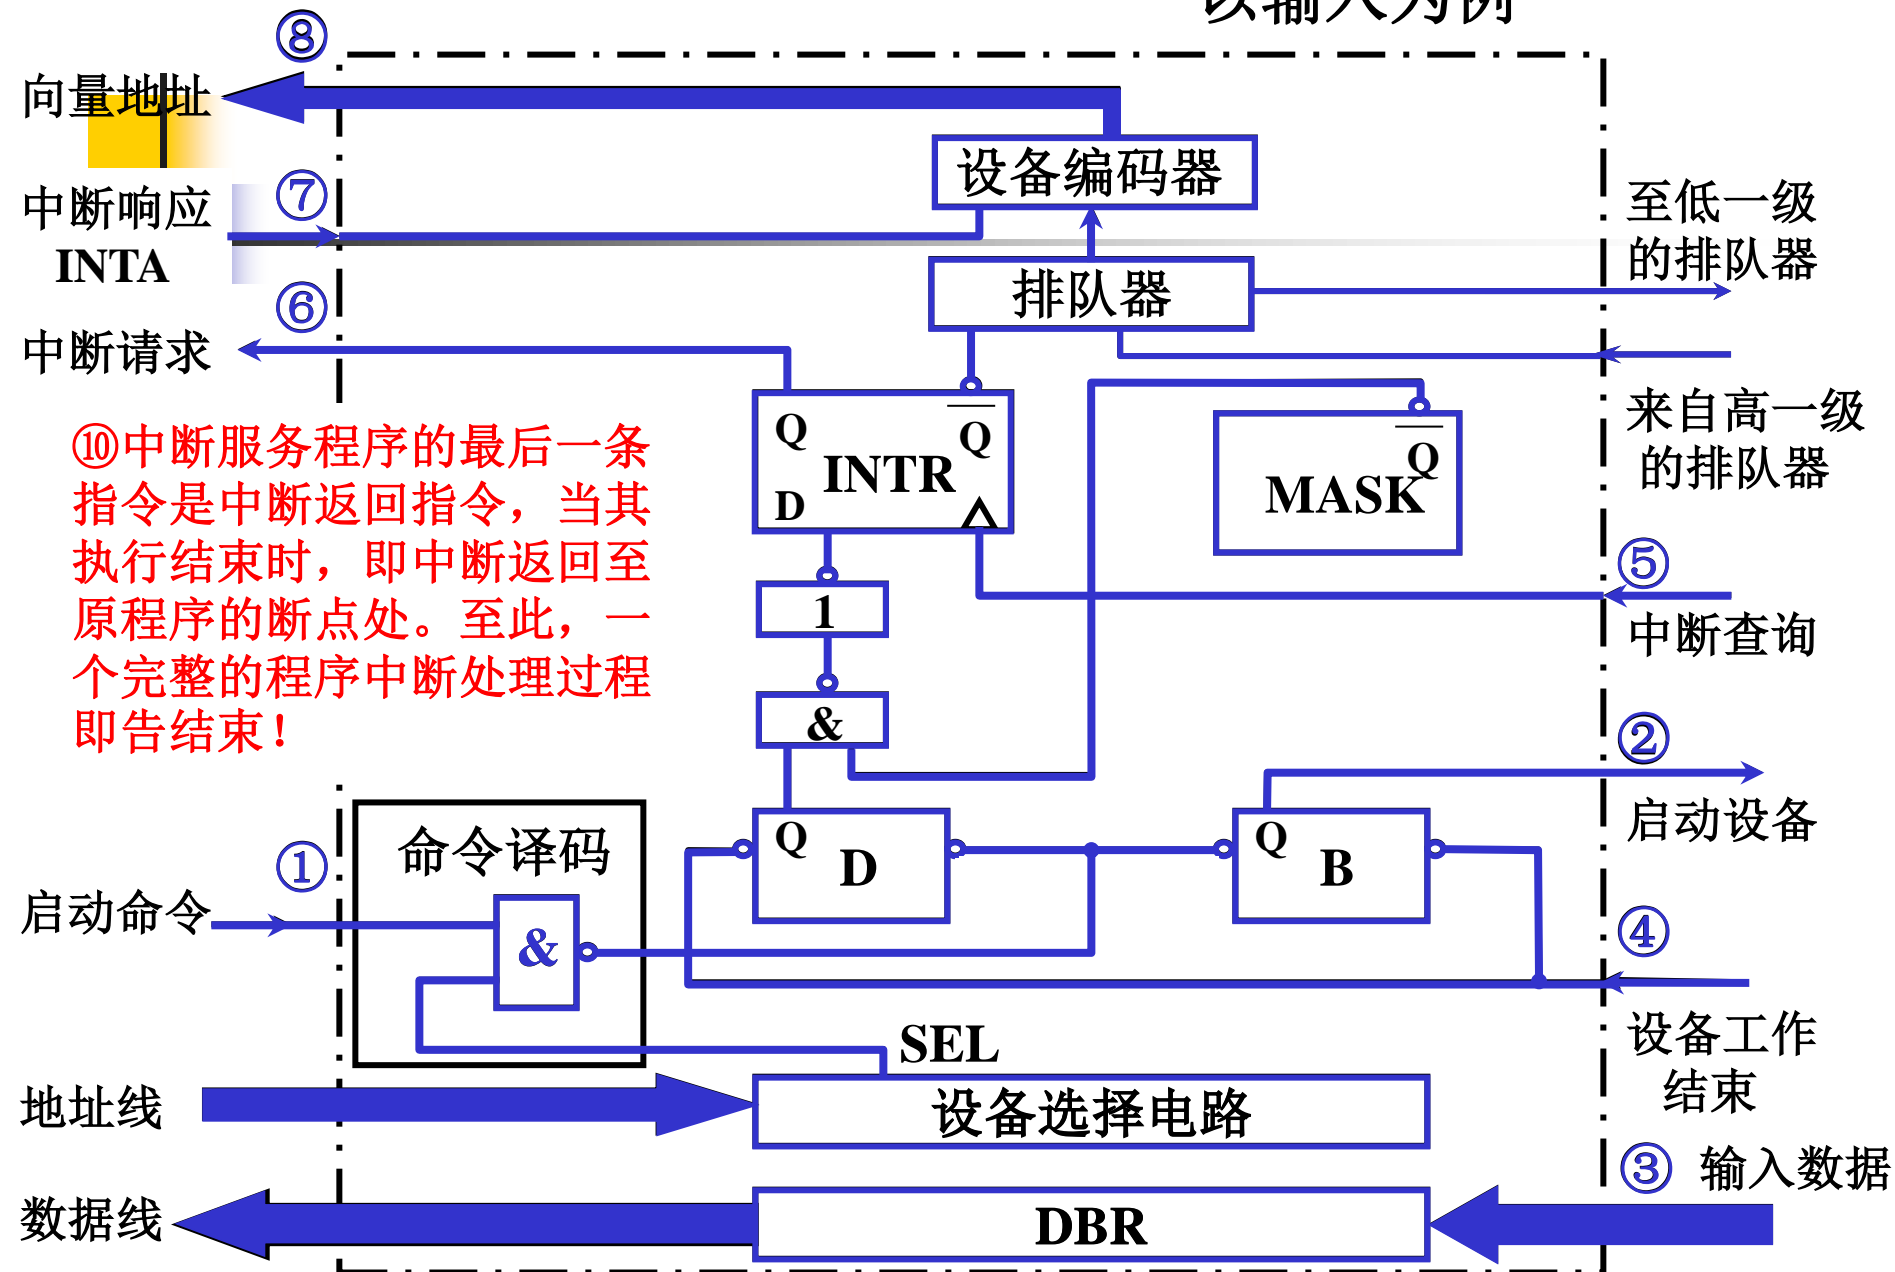 以输入为例
⑧
向量地址
设备编码器
⑦
中断响应
INTA
至低一级
的排队器
排队器
⑥
中断请求
来自高一级
的排队器
Q
Q
INTR
D
Q
MASK
⑩中断服务程序的最后一条
指令是中断返回指令，当其
执行结束时，即中断返回至
原程序的断点处。至此，一
个完整的程序中断处理过程
即告结束！
⑤
中断查询
1
&
②
启动设备
命令译码
①
启动命令
&
Q
D
Q
B
④
设备工作
结束
SEL
地址线
设备选择电路
③ 输入数据
数据线
DBR